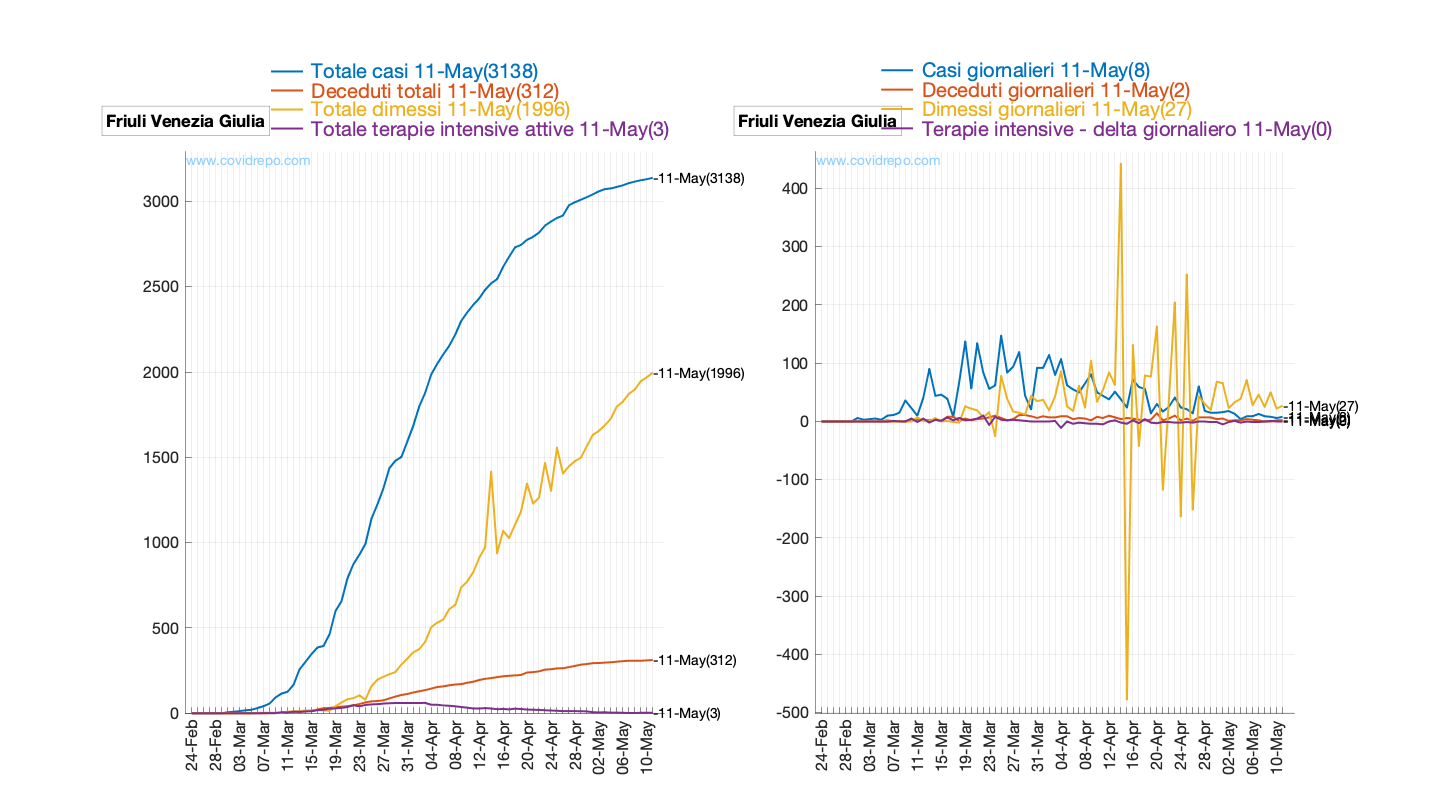 Totale casi 11-May(3138)
Deceduti totali 11-May(312)
Totale dimessi 11-May(1996)
Totale terapie intensive attive 11-May(3)
Friuli Venezia Giulia
www.covidrepo.com
3000
2500
2000
1500
1000
500
0
-11-May(3138)
-11-May(1996)
-11-May(312)
-11-May(3)
24-Feb
28-Feb
03-Mar
07-Mar
11-Mar
15-Mar
19-Mar
23-Mar
27-Mar
31-Mar
04-Apr
08-Apr
12-Apr
16-Apr
20-Apr
24-Apr
28-Apr
02-May
06-May
10-May
Casi giornalieri 11-May(8)
Deceduti giornalieri 11-May(2)
Dimessi giornalieri 11-May(27)
Terapie intensive - delta giornaliero 11-May(0)
Friuli Venezia Giulia
www.covidrepo.com
400
300
200
100
0
-100
-200
-300
-400
-500
-11-May(27)
24-Feb
28-Feb
03-Mar
07-Mar
11-Mar
15-Mar
19-Mar
23-Mar
27-Mar
31-Mar
04-Apr
08-Apr
12-Apr
16-Apr
20-Apr
24-Apr
28-Apr
02-May
06-May
10-May